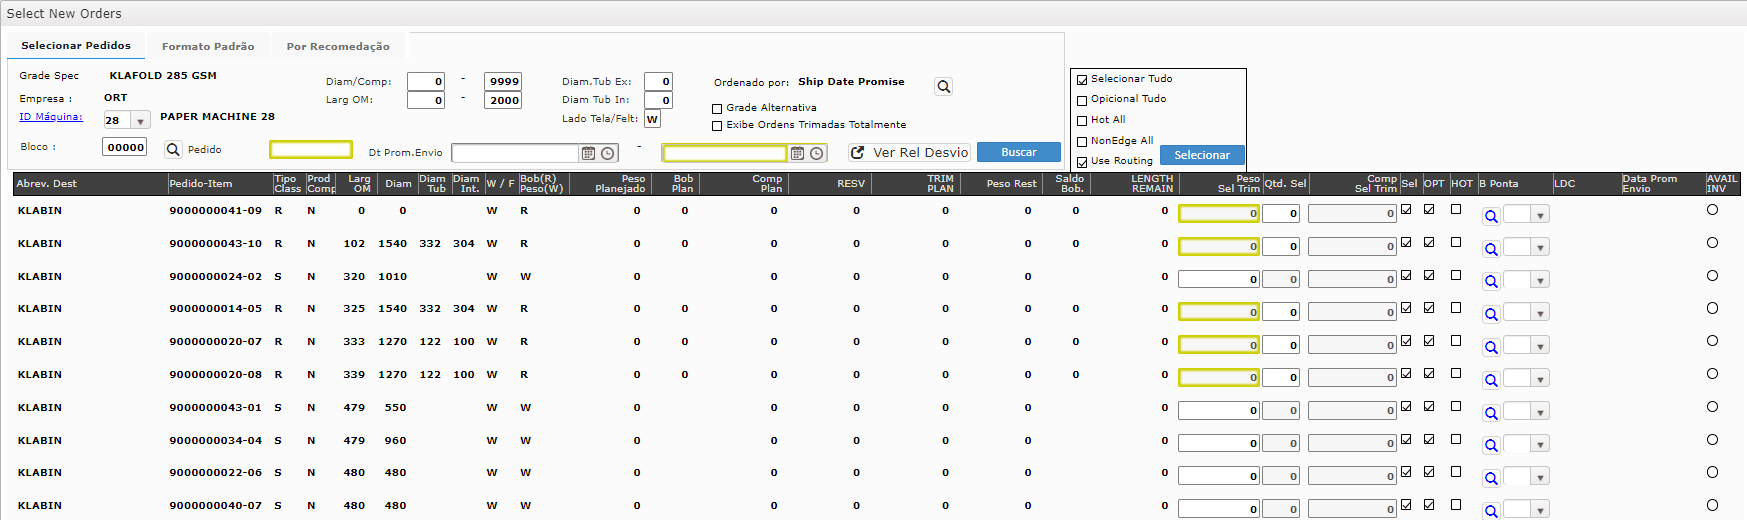 Select New Orders
Selecionar Pedidos Formato Padrão Por Recomedação
Grade Spec KLAFOLD 285 GSM Diam/Comp: 0 - 9999 Diam.Tub Ex: 0 Ordenado por: Ship Date Promise
Empresa : ORT Larg OM: 0 - 2000 Diam Tub In: 0 Grade Alternativa
ID Máquina: 28 PAPER MACHINE 28 Lado Tela/Felt: W Exibe Ordens Trimadas Totalmente
Bloco : 00000 Pedido Dt Prom.Envio - Ver Rel Desvio Buscar
Selecionar Tudo
Opicional Tudo
Hot All
NonEdge All
Use Routing Selecionar
Abrev. Dest Pedido-Item Tipo Class Prod Comp Larg OM Diam Diam Tub Diam Int. W / F Bob(R) Peso(W) Peso Planejado Bob Plan Comp Plan RESV TRIM PLAN Peso Rest Saldo Bob. LENGTH REMAIN Peso Sel Trim Qtd. Sel Comp Sel Trim Sel OPT HOT B Ponta LDC Data Prom Envio AVAIL INV
KLABIN 9000000041-09 R N 0 0 W R 0 0 0 0 0 0 0 0 0 0 0
KLABIN 9000000043-10 R N 102 1540 332 304 W R 0 0 0 0 0 0 0 0 0 0 0
KLABIN 9000000024-02 S N 320 1010 W W 0 0 0 0 0 0 0 0 0
KLABIN 9000000014-05 R N 325 1540 332 304 W R 0 0 0 0 0 0 0 0 0 0 0
KLABIN 9000000020-07 R N 333 1270 122 100 W R 0 0 0 0 0 0 0 0 0 0 0
KLABIN 9000000020-08 R N 339 1270 122 100 W R 0 0 0 0 0 0 0 0 0 0 0
KLABIN 9000000043-01 S N 479 550 W W 0 0 0 0 0 0 0 0 0
KLABIN 9000000034-04 S N 479 960 W W 0 0 0 0 0 0 0 0 0
KLABIN 9000000022-06 S N 480 480 W W 0 0 0 0 0 0 0 0 0
KLABIN 9000000040-07 S N 480 480 W W 0 0 0 0 0 0 0 0 0